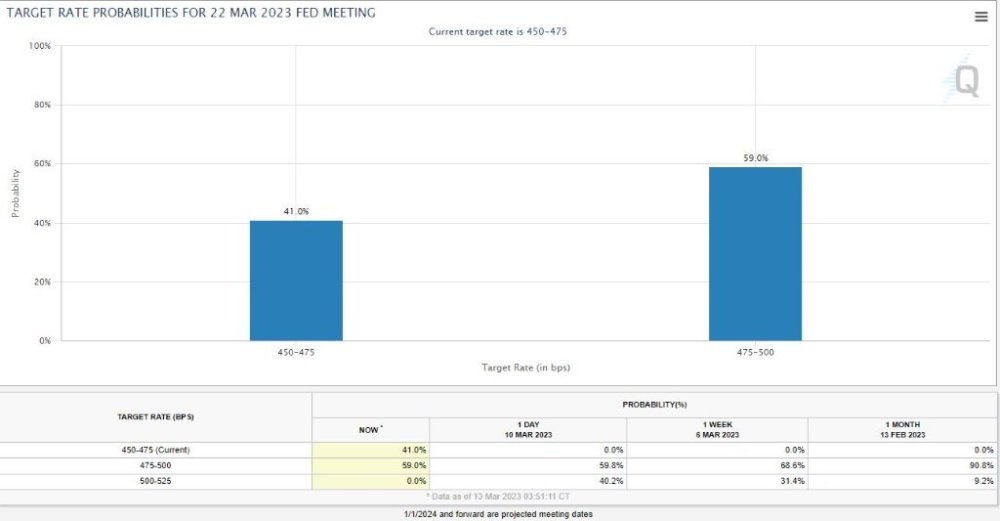 TARGET RATE PROBABILITIES FOR 22 MAR 2023 FED MEETING
Current target rate is 450-475
100%
80%
60%
40%
20%
0%
Probability
41.0%
59.0%
Q
450-475
475-500
Target Rate (in bps)
TARGET RATE (BPS)
PROBABILITY(%)
NOW *
1 DAY
10 MAR 2023
1 WEEK
6 MAR 2023
1 MONTH
13 FEB 2023
450-475 (Current) 41.0% 0.0% 0.0% 0.0%
475-500 59.0% 59.8% 68.6% 90.8%
500-525 0.0% 40.2% 31.4% 9.2%
* Data as of 13 Mar 2023 03:51:11 CT
1/1/2024 and forward are projected meeting dates